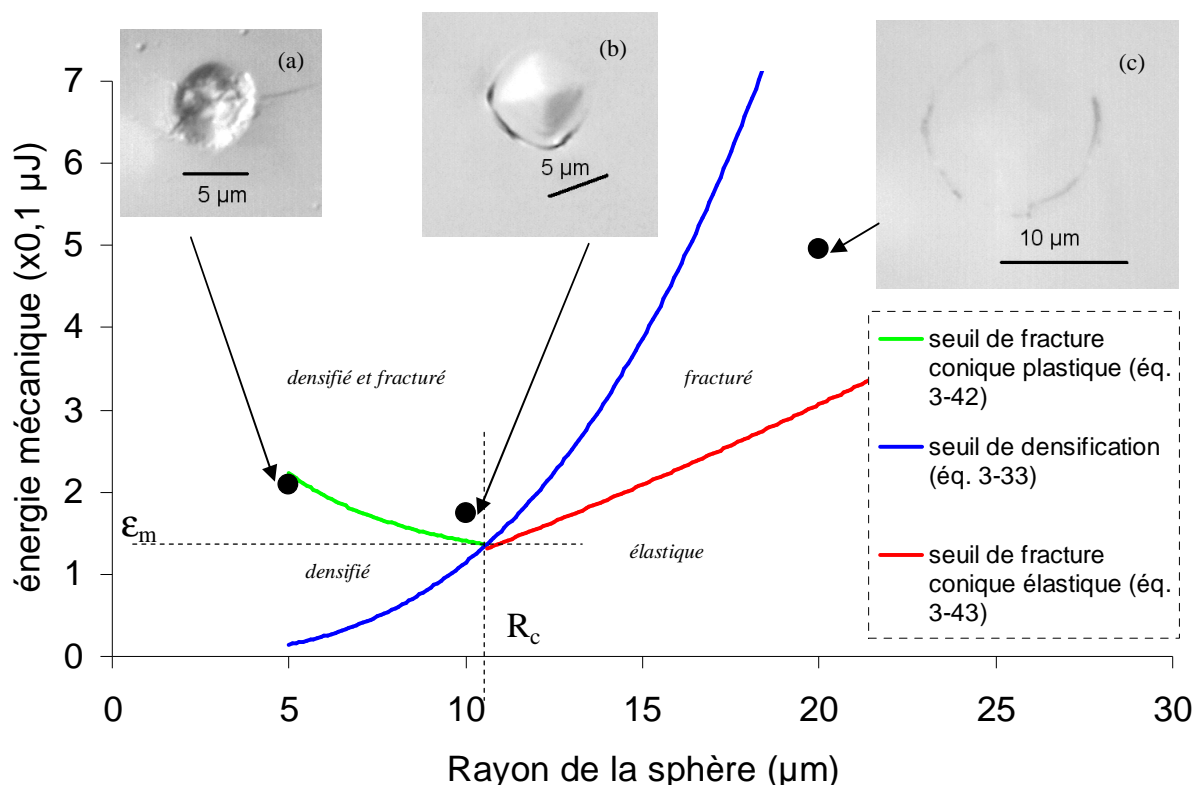 (a)
5 µm
(b)
5 µm
(c)
10 µm
énergie mécanique (x0,1 µJ)
7
6
5
4
3
2
1
0
densifié et fracturé
fracturé
εm
densifié
élastique
Rc
seuil de fracture
conique plastique (éq.
3-42)
seuil de densification
(éq. 3-33)
seuil de fracture
conique élastique (éq.
3-43)
0
5
10
15
20
25
30
Rayon de la sphère (µm)